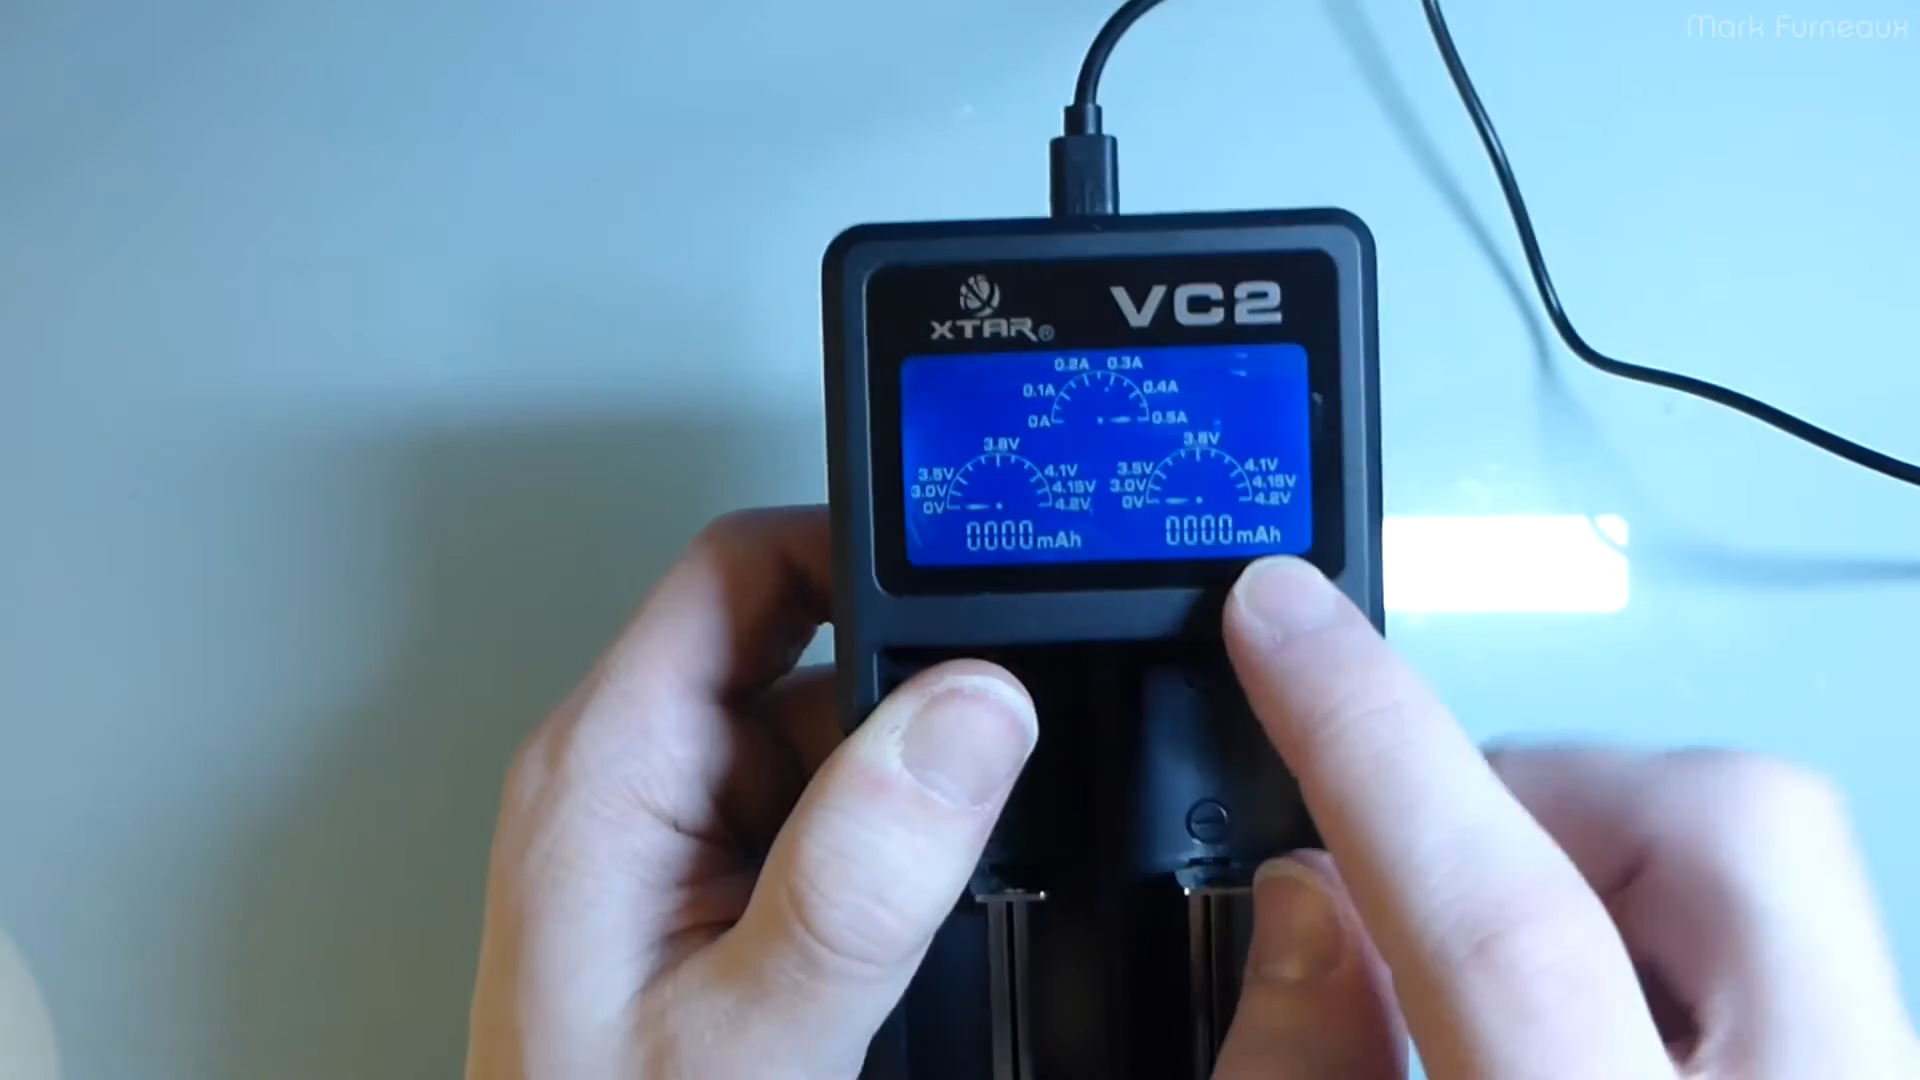 Mark Furneaux
XTAR®
VC2
0.2A 0.3A
0.1A 0.4A
0A 0.5A
3.8V
3.5V 4.1V
3.0V 4.15V
0V 4.2V
0000mAh
3.8V
3.5V 4.1V
3.0V 4.15V
0V 4.2V
0000mAh